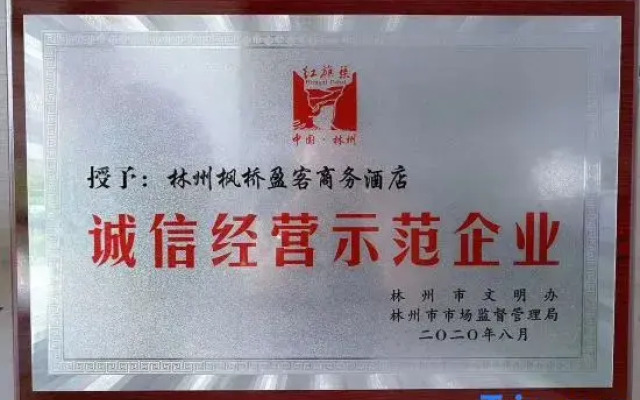 红旗渠
中国·林州
授予：林州枫桥盈客商务酒店
诚信经营示范企业
林州市文明办
林州市市场监督管理局
二〇二〇年八月